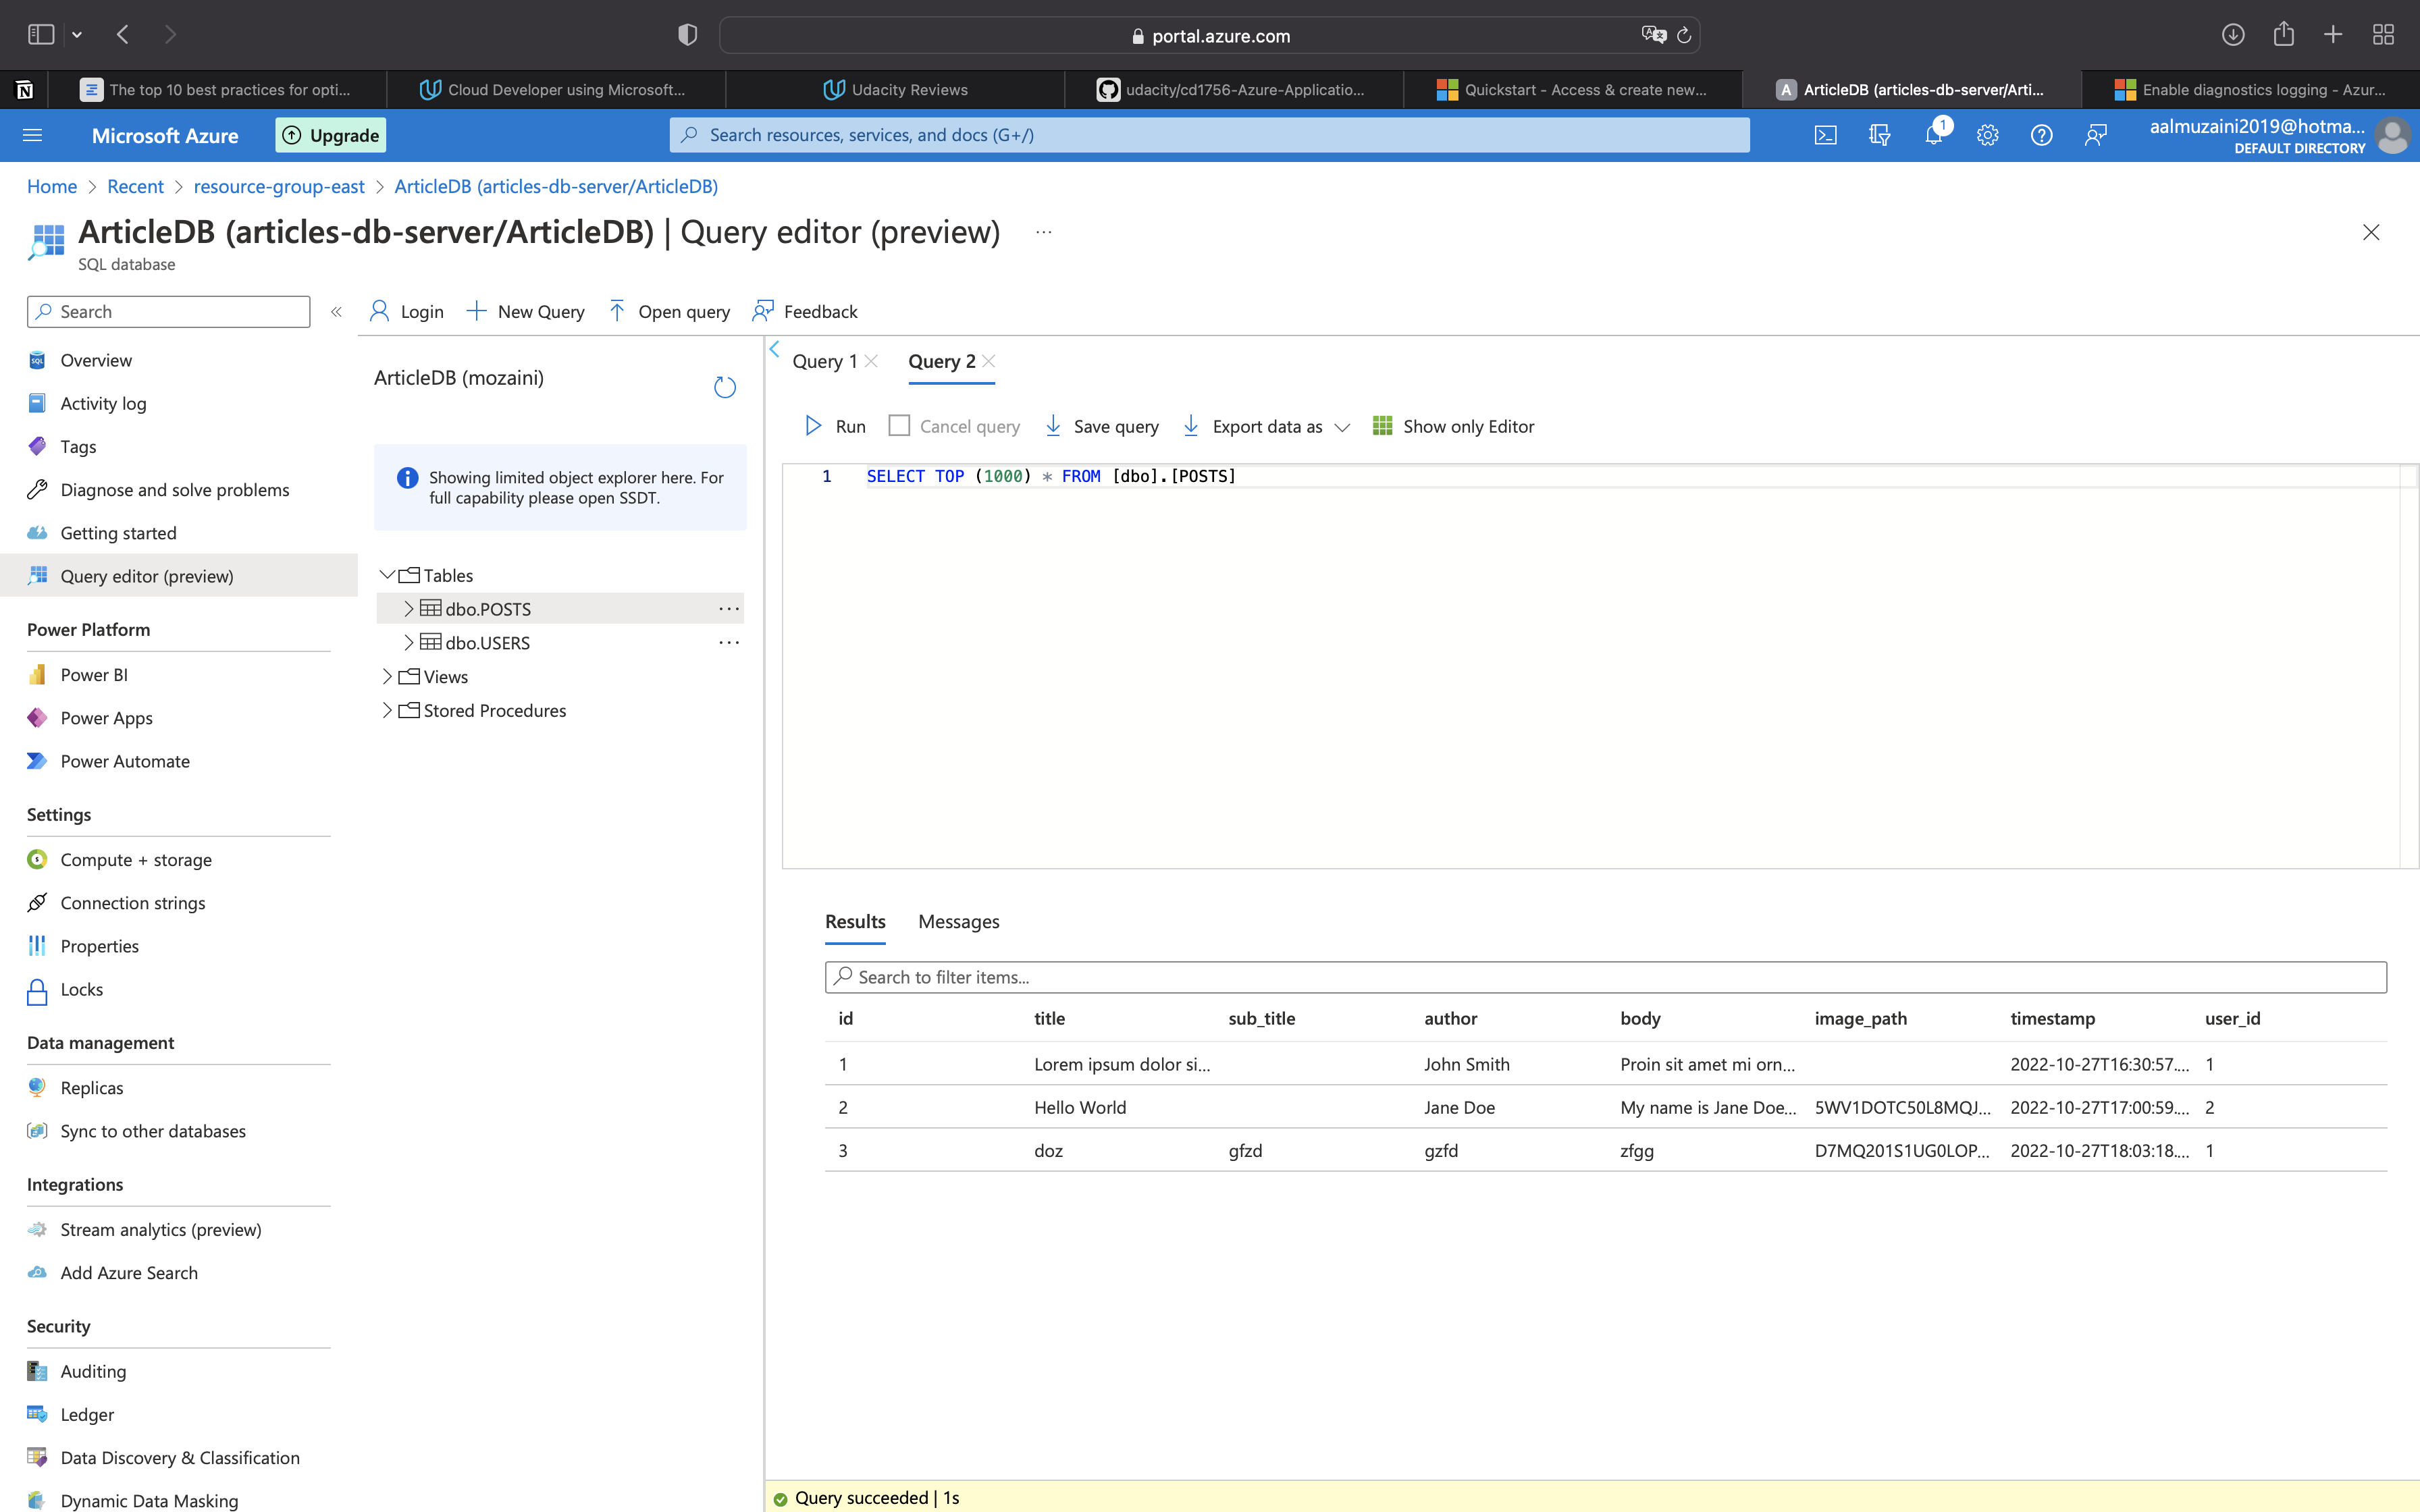 portal.azure.com
The top 10 best practices for opti...
Cloud Developer using Microsoft...
Udacity Reviews
udacity/cd1756-Azure-Applicatio...
Quickstart - Access & create new...
A ArticleDB (articles-db-server/Arti...
Enable diagnostics logging - Azur...
Microsoft Azure
Upgrade
Search resources, services, and docs (G+/)
1
aalmuzaini2019@hotma...
DEFAULT DIRECTORY
Home > Recent > resource-group-east > ArticleDB (articles-db-server/ArticleDB)
ArticleDB (articles-db-server/ArticleDB) | Query editor (preview) ...
SQL database
Search
Overview
Activity log
Tags
Diagnose and solve problems
Getting started
Query editor (preview)
Power Platform
Power BI
Power Apps
Power Automate
Settings
Compute + storage
Connection strings
Properties
Locks
Data management
Replicas
Sync to other databases
Integrations
Stream analytics (preview)
Add Azure Search
Security
Auditing
Ledger
Data Discovery & Classification
Dynamic Data Masking
Login
New Query
Open query
Feedback
ArticleDB (mozaini)
Showing limited object explorer here. For
full capability please open SSDT.
Tables
dbo.POSTS ...
dbo.USERS ...
Views
Stored Procedures
Query 1
Query 2
Run
Cancel query
Save query
Export data as
Show only Editor
1 SELECT TOP (1000) * FROM [dbo].[POSTS]
Results
Messages
Search to filter items...
id title sub_title author body image_path timestamp user_id
1 Lorem ipsum dolor si... John Smith Proin sit amet mi orn... 2022-10-27T16:30:57.... 1
2 Hello World Jane Doe My name is Jane Doe... 5WV1DOTC50L8MQJ... 2022-10-27T17:00:59.... 2
3 doz gfzd gzfd zfgg D7MQ201S1UG0LOP... 2022-10-27T18:03:18.... 1
Query succeeded | 1s